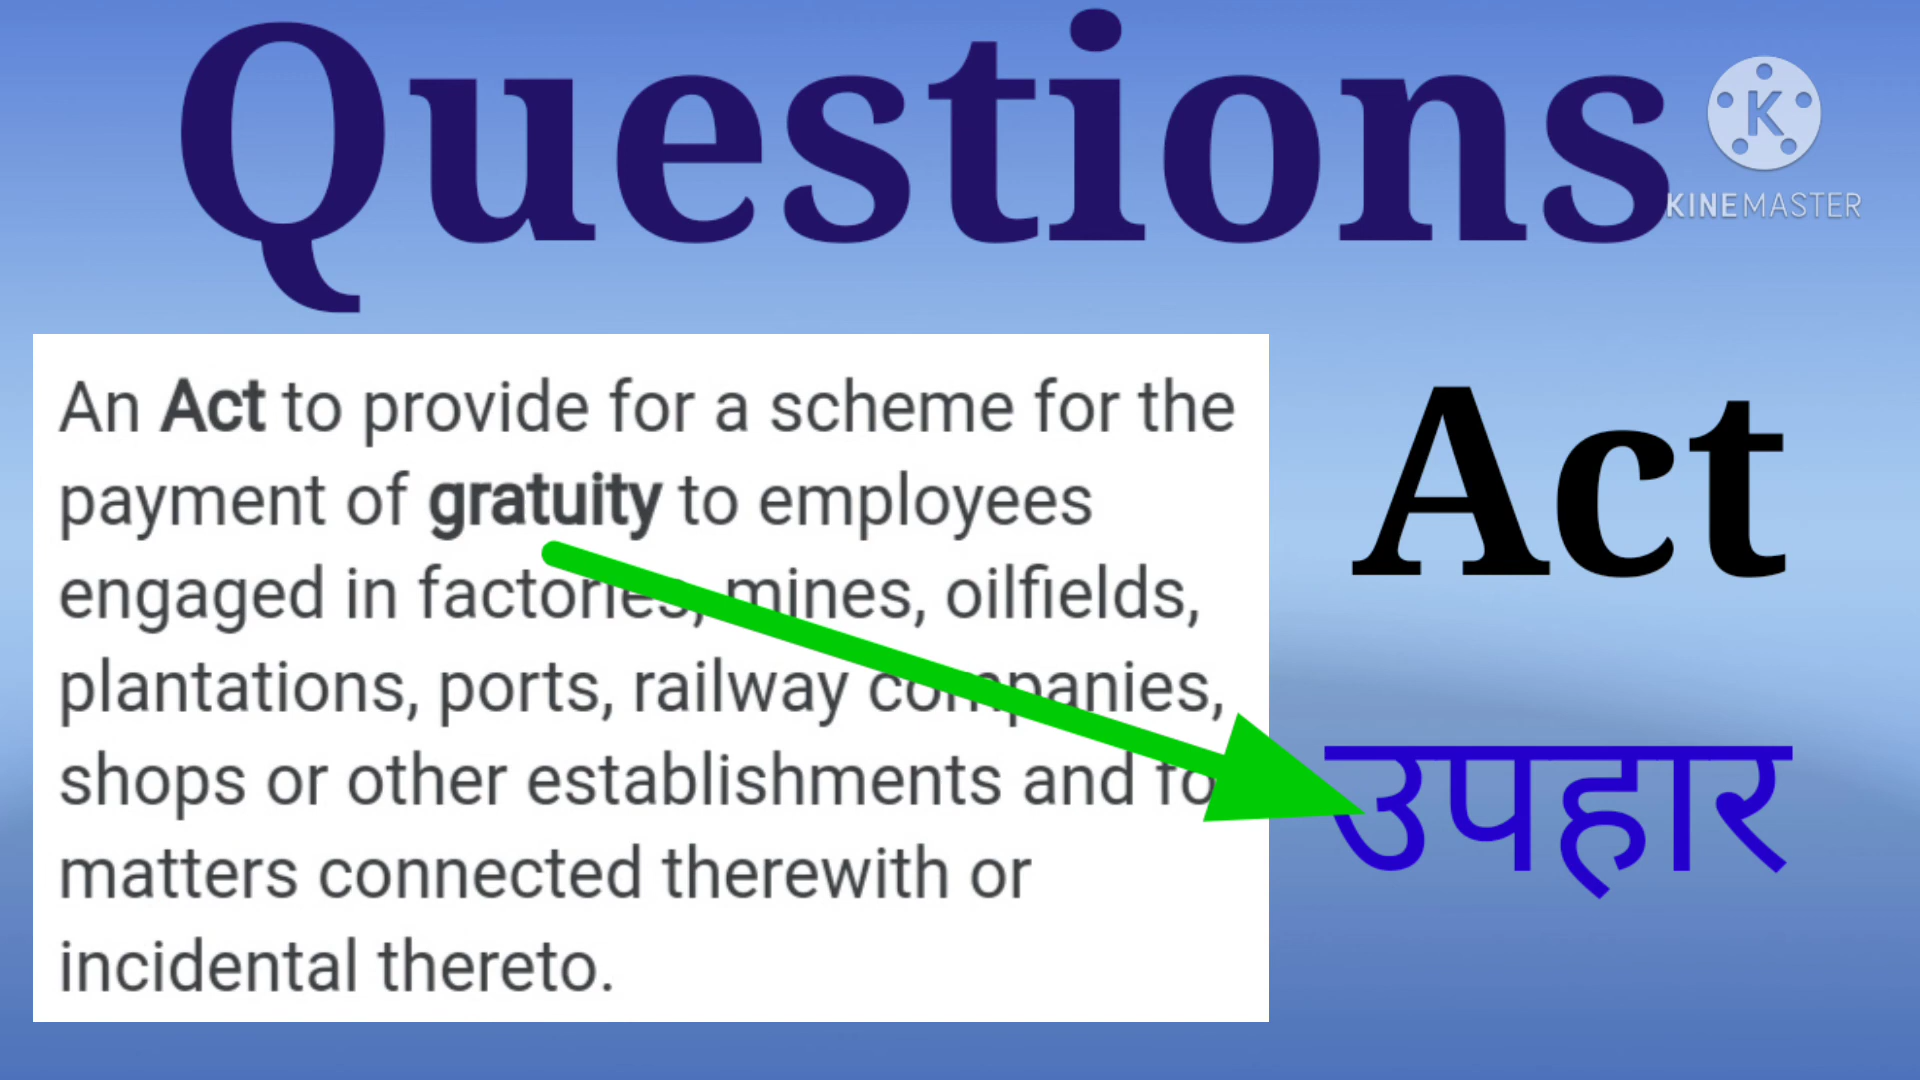 Questions
KINEMASTER
An Act to provide for a scheme for the
payment of gratuity to employees
engaged in factories, mines, oilfields,
plantations, ports, railway companies,
shops or other establishments and for
matters connected therewith or
incidental thereto.
Act
उपहार